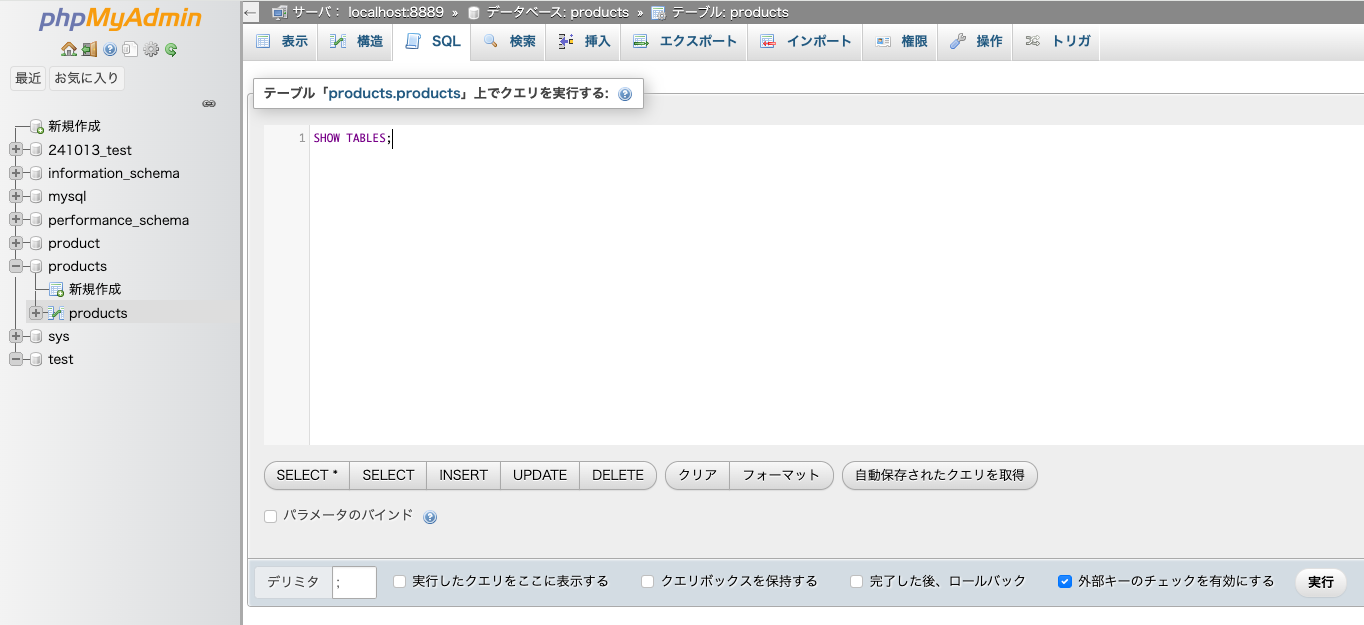 phpMyAdmin
最近 お気に入り
新規作成
241013_test
information_schema
mysql
performance_schema
product
products
新規作成
products
sys
test
← サーバ: localhost:8889 » データベース: products » テーブル: products
表示 構造 SQL 検索 挿入 エクスポート インポート 権限 操作 トリガ
テーブル「products.products」上でクエリを実行する:
1 SHOW TABLES;
SELECT * SELECT INSERT UPDATE DELETE クリア フォーマット 自動保存されたクエリを取得
パラメータのバインド
デリミタ ; 実行したクエリをここに表示する クエリボックスを保持する 完了した後、ロールバック 外部キーのチェックを有効にする 実行